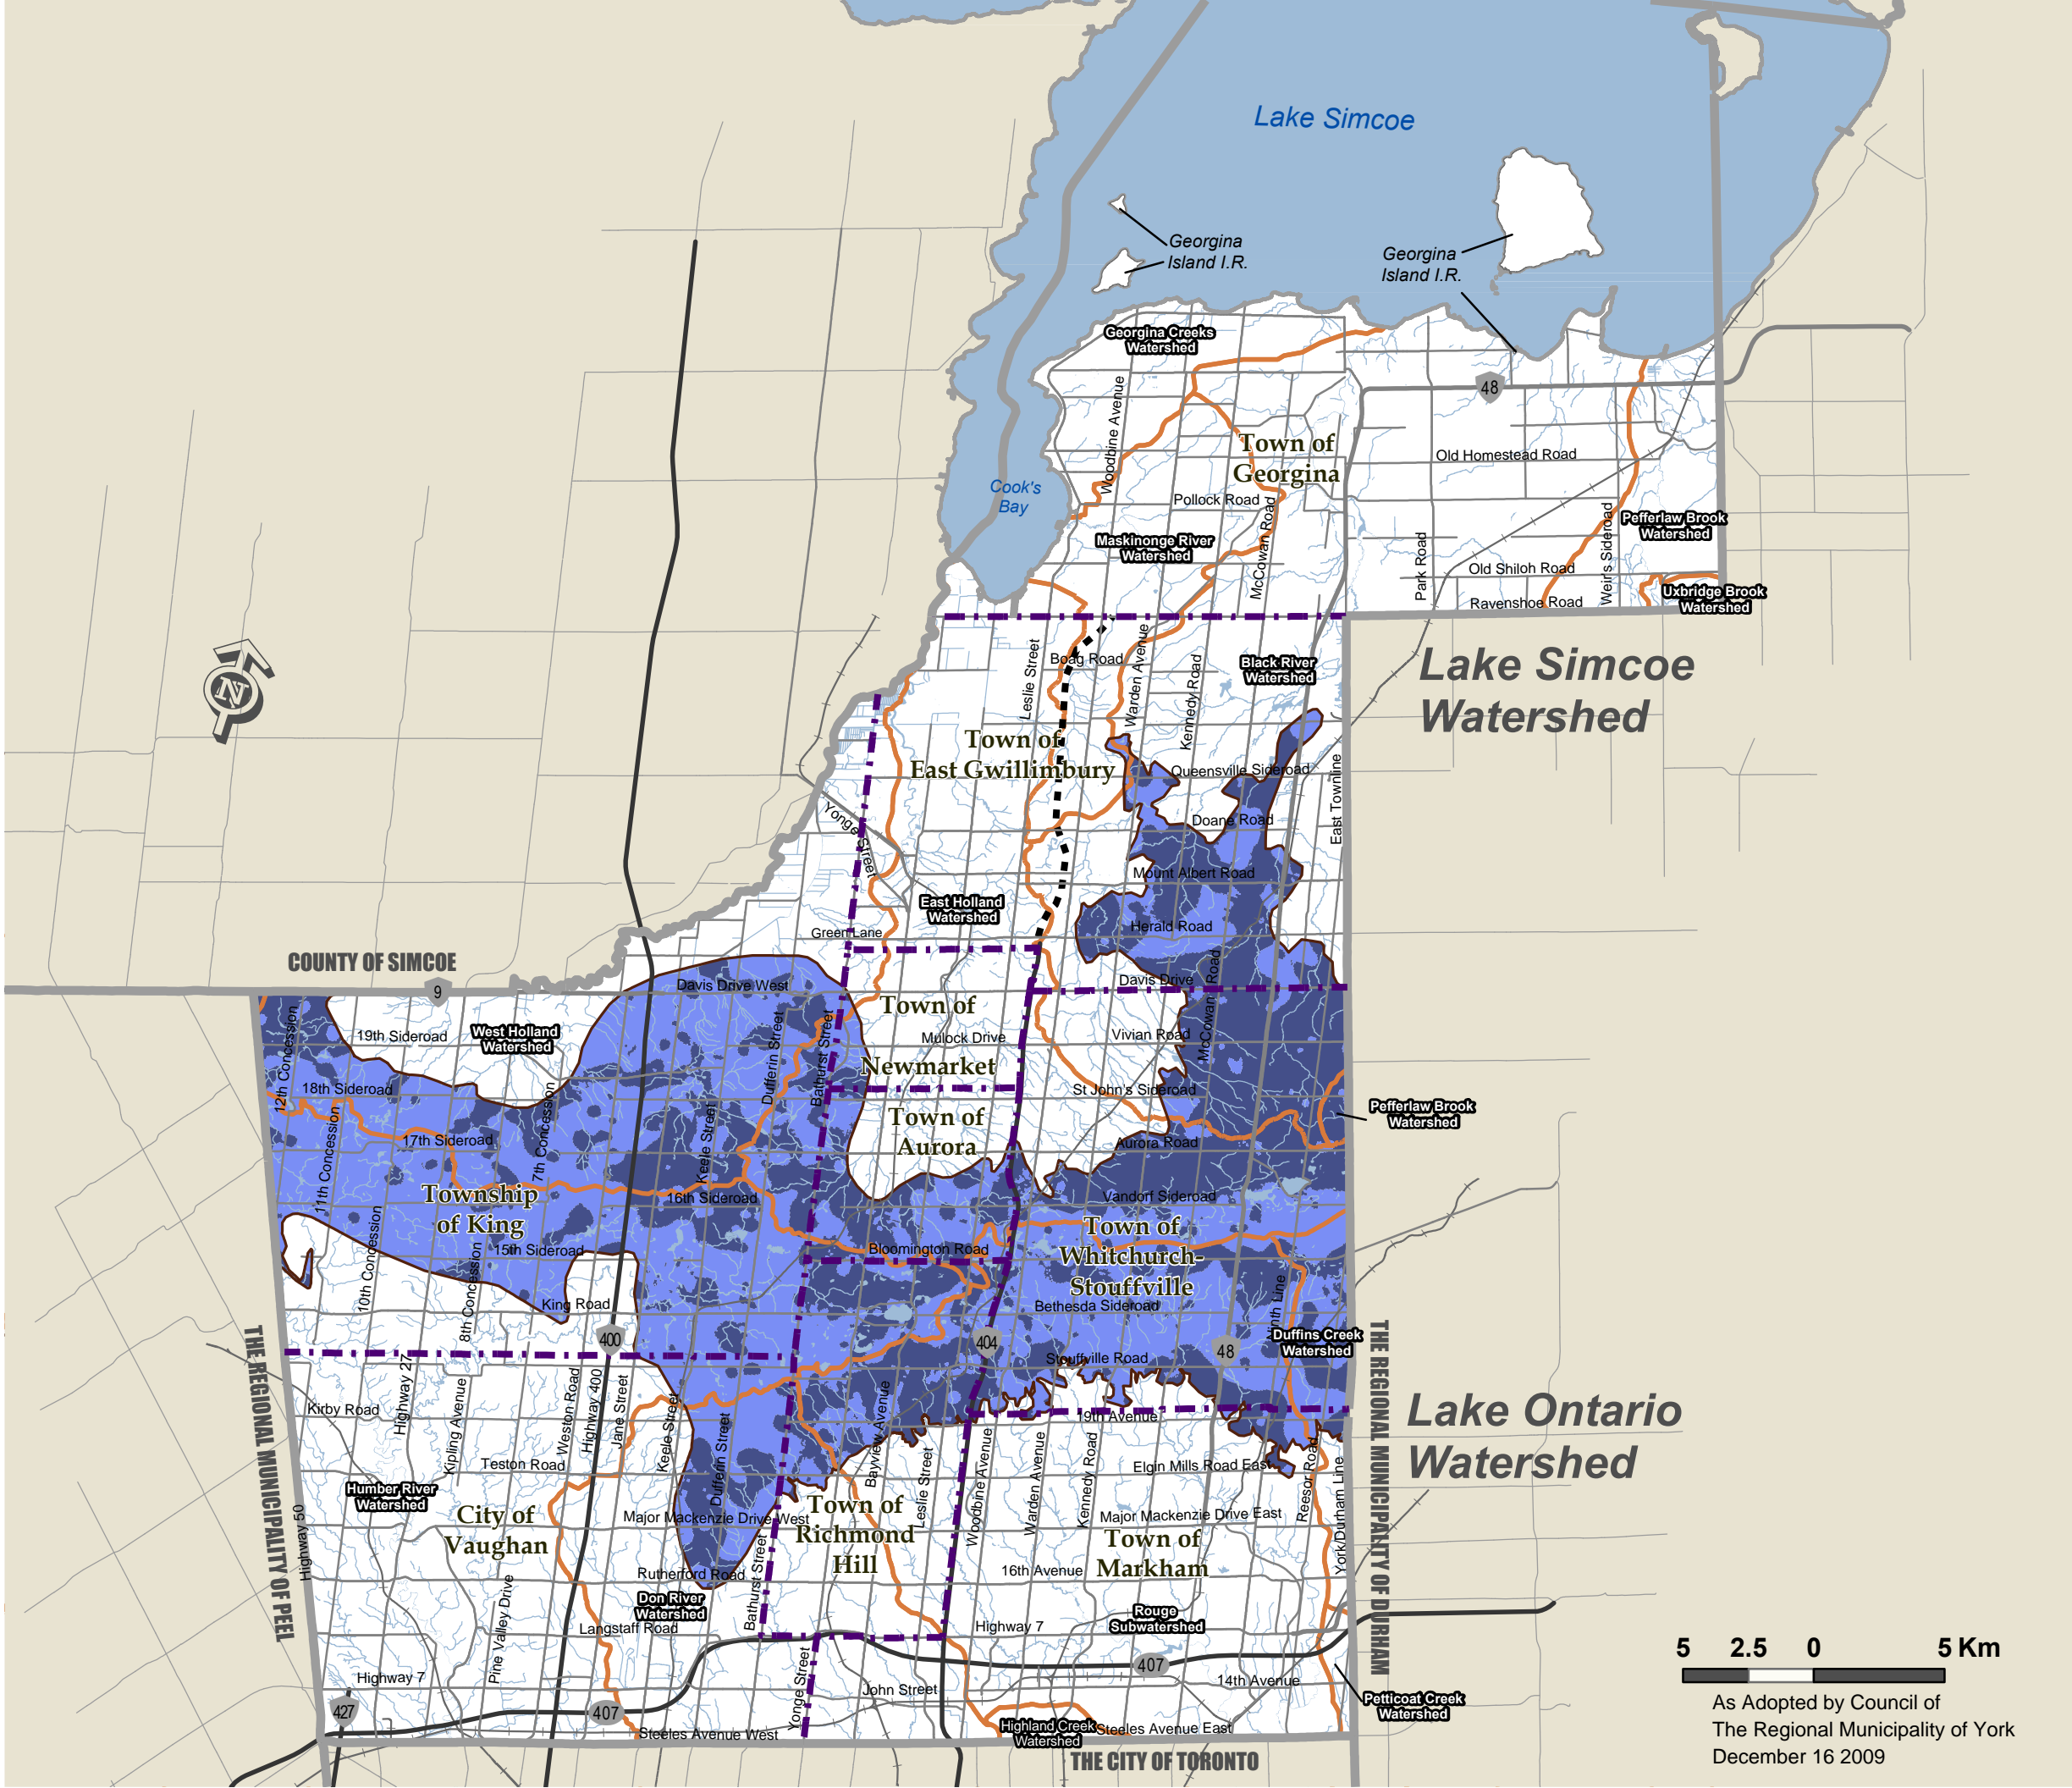 Lake Simcoe
Georgina
Island I.R.
Georgina
Island I.R.
Georgina Creeks
Watershed
48
Woodbine Avenue
Town of
Georgina
Old Homestead Road
Cook's
Bay
Pollock Road
McCowan Road
Maskinonge River
Watershed
Pefferlaw Brook
Watershed
Park Road
Weir's Sideroad
Old Shiloh Road
Ravenshoe Road
Uxbridge Brook
Watershed
N
Leslie Street
Boag Road
Warden Avenue
Kennedy Road
Black River
Watershed
Lake Simcoe
Watershed
Town of
East Gwillimbury
Queensville Sideroad
East Townline
Yonge Street
Doane Road
Mount Albert Road
East Holland
Watershed
Green Lane
Herald Road
COUNTY OF SIMCOE
9
Davis Drive West
Davis Drive
McCowan Road
Town of
Newmarket
Mulock Drive
Vivian Road
12th Concession
19th Sideroad
West Holland
Watershed
Dufferin Street
Bathurst Street
18th Sideroad
St John's Sideroad
Town of
Aurora
Pefferlaw Brook
Watershed
11th Concession
17th Sideroad
7th Concession
Keele Street
Aurora Road
Township
of King
16th Sideroad
Vandorf Sideroad
10th Concession
15th Sideroad
8th Concession
Bloomington Road
Town of
Whitchurch-
Stouffville
King Road
Bethesda Sideroad
Ninth Line
400
404
48
Duffins Creek
Watershed
Stouffville Road
THE REGIONAL MUNICIPALITY OF PEEL
THE REGIONAL MUNICIPALITY OF DURHAM
Kirby Road
Highway 27
Kipling Avenue
Weston Road
Highway 400
Jane Street
Keele Street
Dufferin Street
Bayview Avenue
19th Avenue
Lake Ontario
Watershed
Teston Road
Leslie Street
Woodbine Avenue
Warden Avenue
Kennedy Road
Elgin Mills Road East
Reesor Road
York/Durham Line
Humber River
Watershed
Highway 50
City of
Vaughan
Major Mackenzie Drive West
Town of
Richmond
Hill
Major Mackenzie Drive East
Town of
Markham
Rutherford Road
Bathurst Street
16th Avenue
Pine Valley Drive
Don River
Watershed
Langstaff Road
Highway 7
Rouge
Subwatershed
Highway 7
Yonge Street
407
John Street
14th Avenue
427
407
Steeles Avenue West
Highland Creek
Watershed
Steeles Avenue East
Petticoat Creek
Watershed
THE CITY OF TORONTO
5 2.5 0 5 Km
As Adopted by Council of
The Regional Municipality of York
December 16 2009